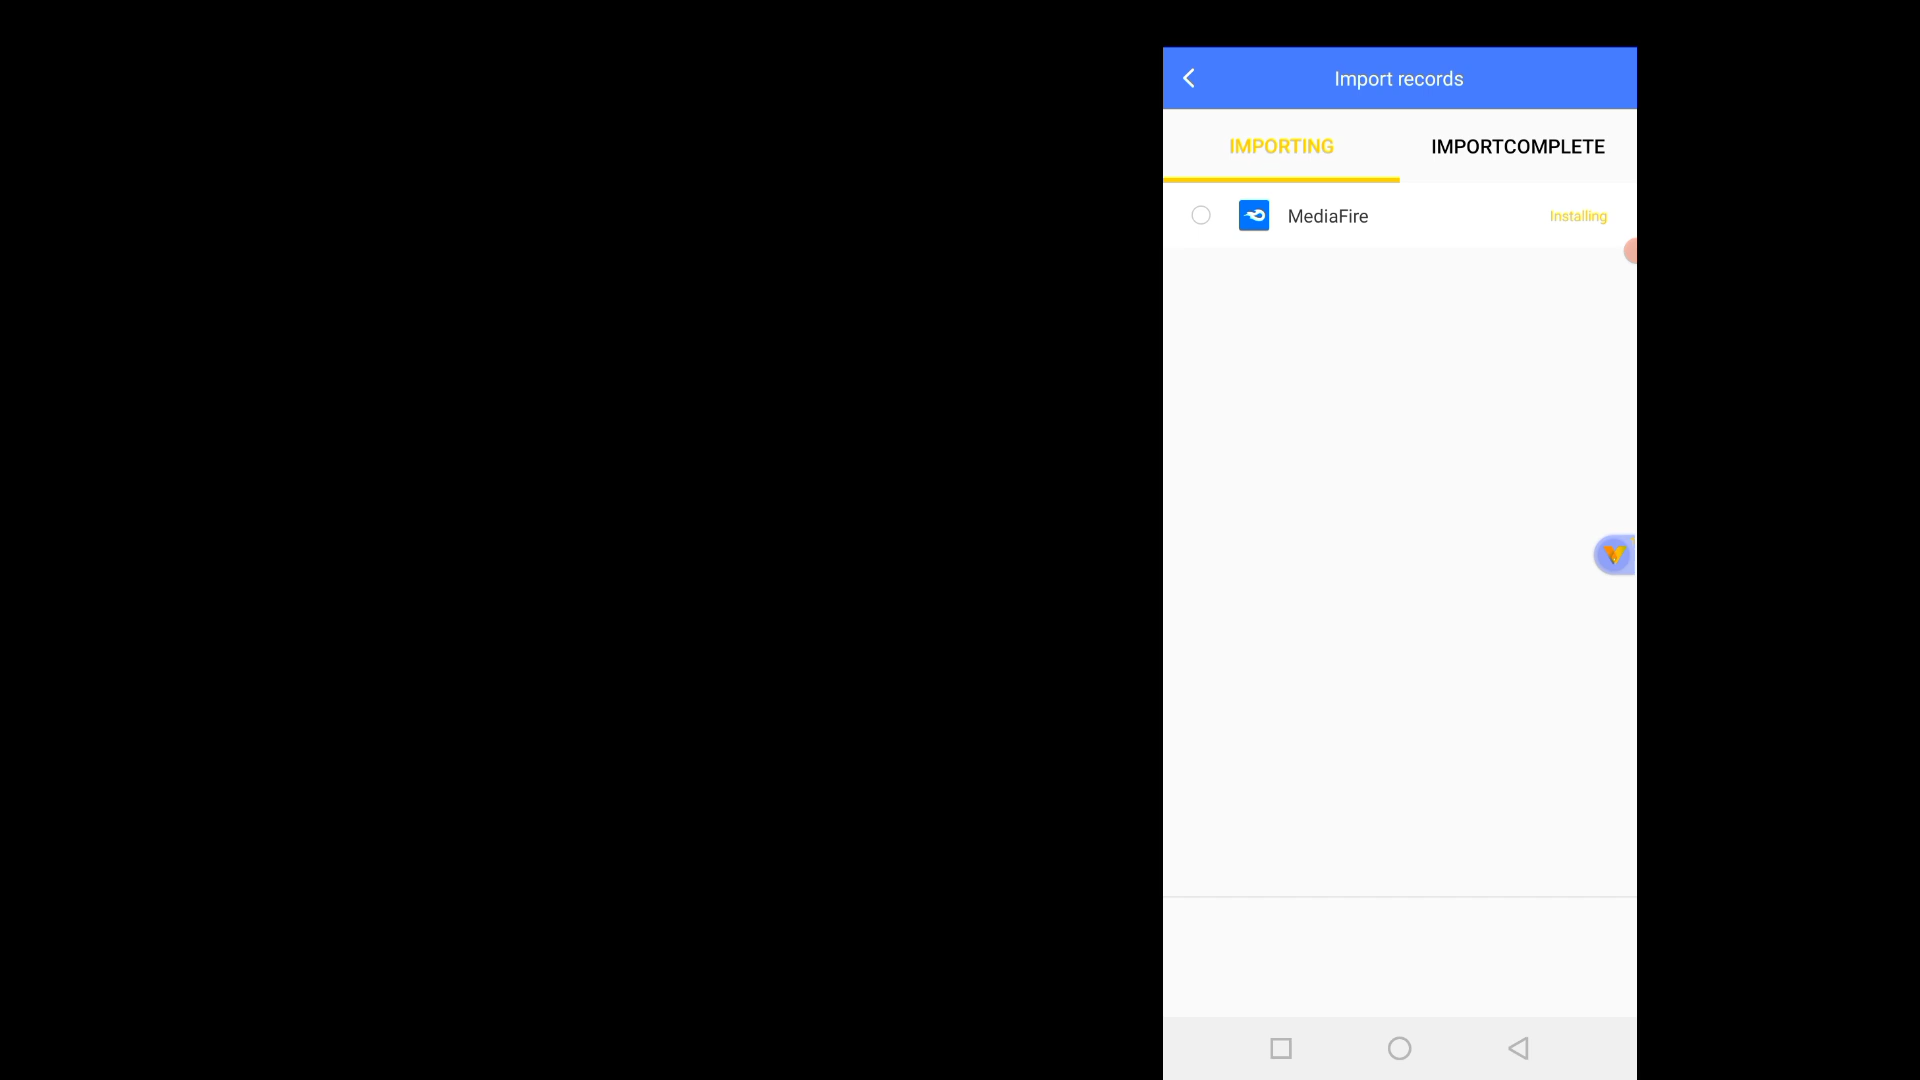 Import records
IMPORTING
IMPORTCOMPLETE
MediaFire
Installing